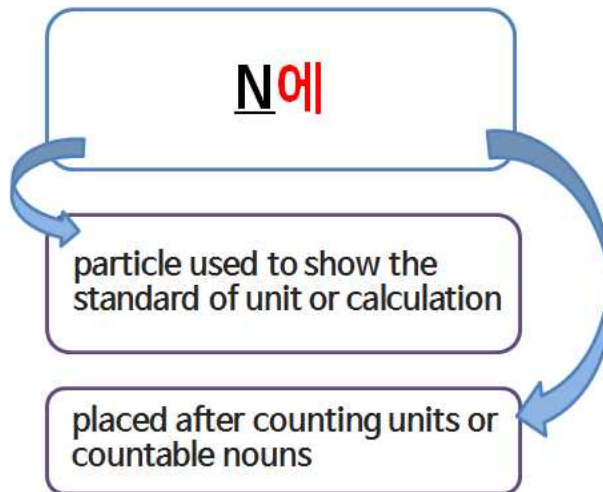 N에
particle used to show the
standard of unit or calculation
placed after counting units or
countable nouns